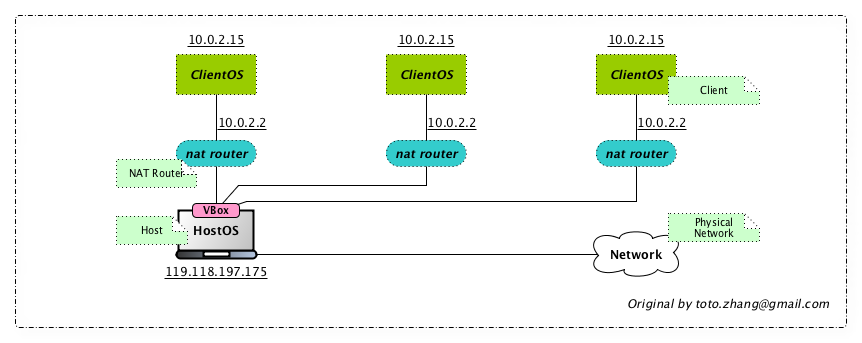 10.0.2.15
10.0.2.15
10.0.2.15
ClientOS
ClientOS
ClientOS
Client
10.0.2.2
10.0.2.2
10.0.2.2
nat router
nat router
nat router
NAT Router
VBox
Host
HostOS
Physical
Network
Network
119.118.197.175
Original by toto.zhang@gmail.com